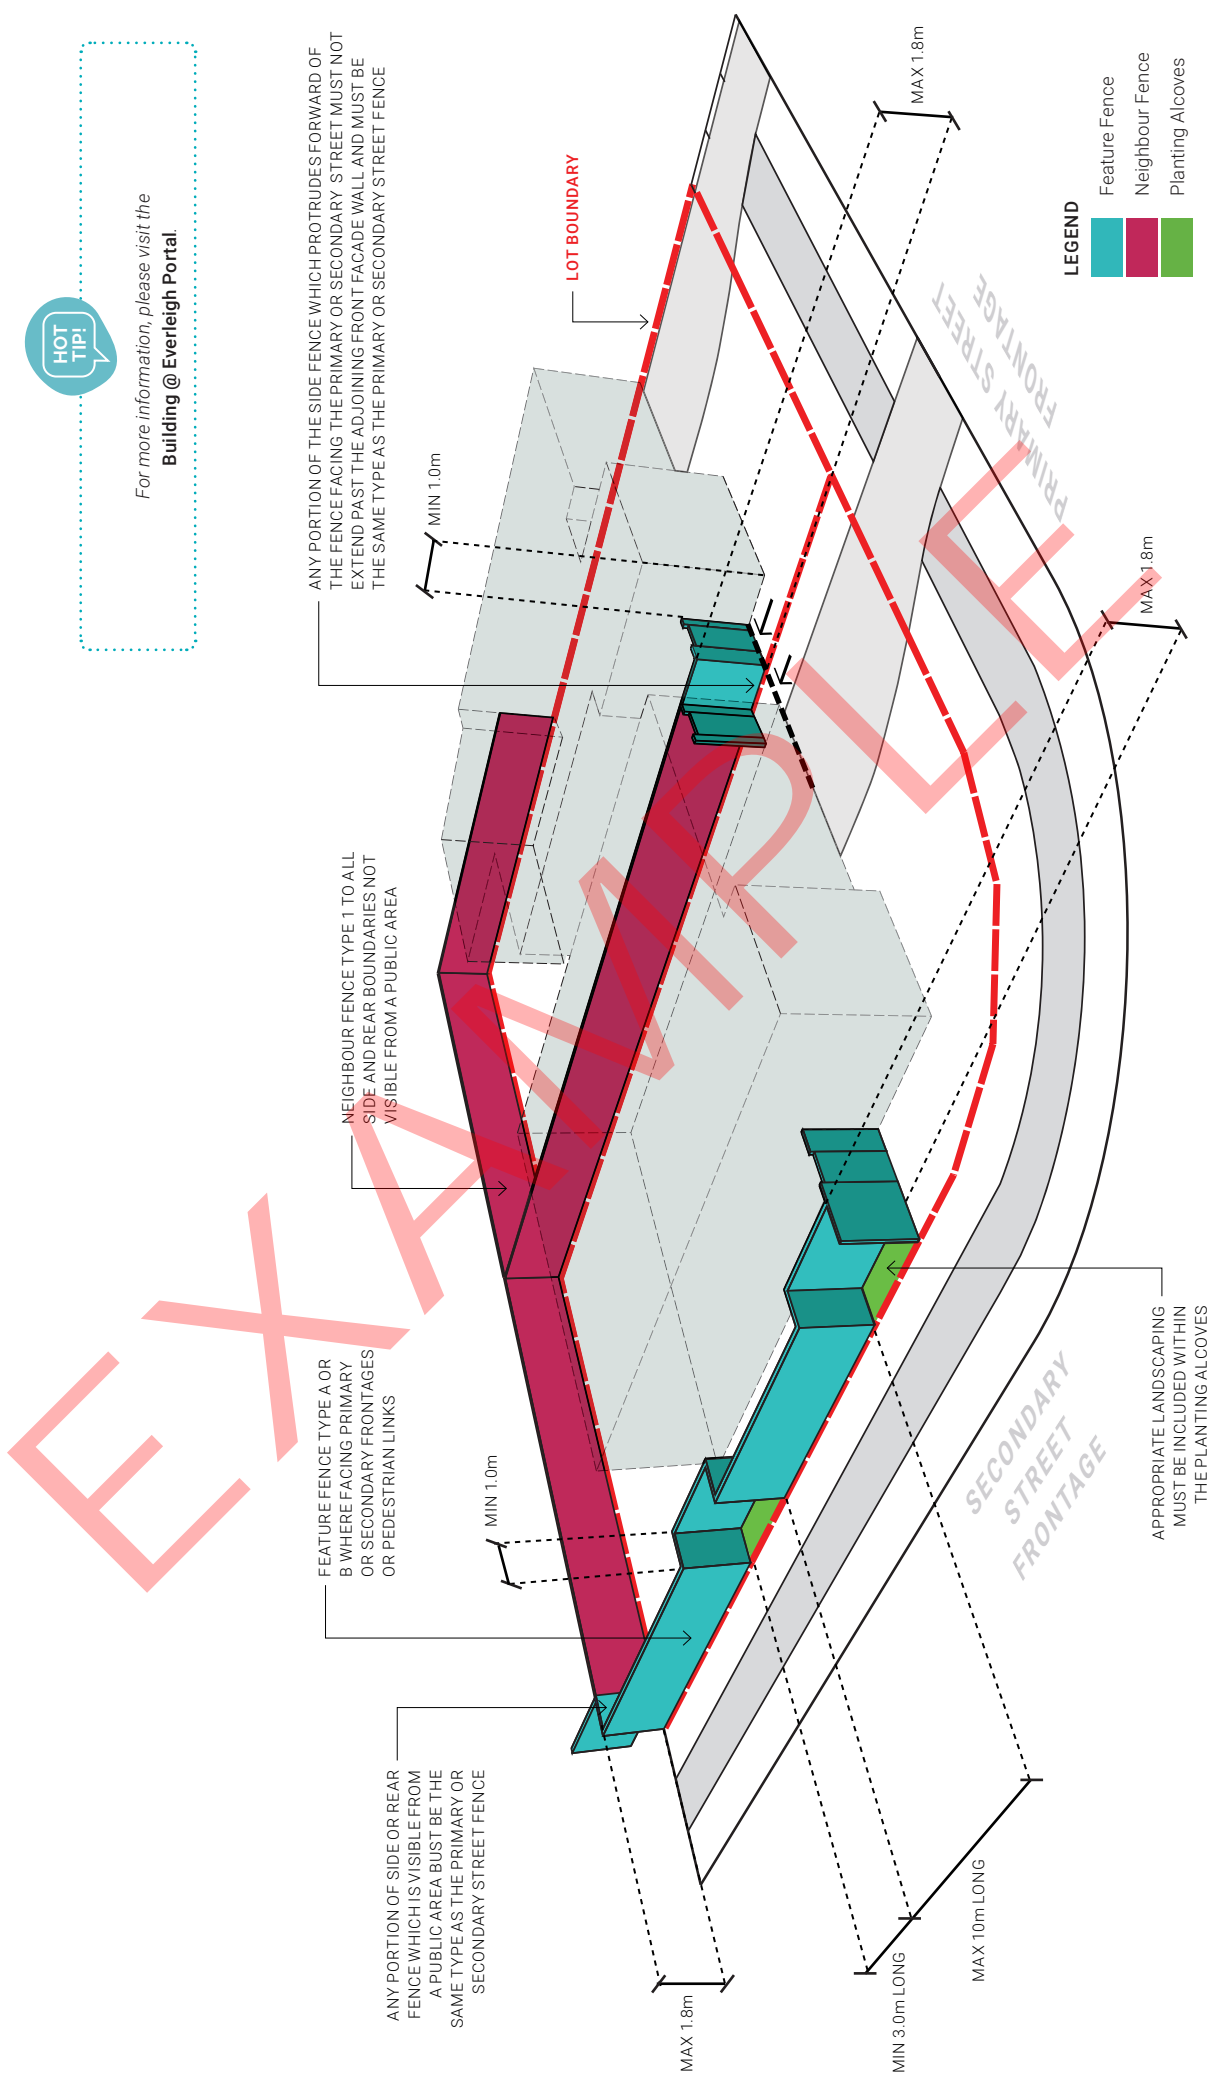 HOT
TIP!
For more information, please visit the
Building @ Everleigh Portal.
ANY PORTION OF THE SIDE FENCE WHICH PROTRUDES FORWARD OF
THE FENCE FACING THE PRIMARY OR SECONDARY STREET MUST NOT
EXTEND PAST THE ADJOINING FRONT FACADE WALL AND MUST BE
THE SAME TYPE AS THE PRIMARY OR SECONDARY STREET FENCE
NEIGHBOUR FENCE TYPE 1 TO ALL
SIDE AND REAR BOUNDARIES NOT
VISIBLE FROM A PUBLIC AREA
FEATURE FENCE TYPE A OR
B WHERE FACING PRIMARY
OR SECONDARY FRONTAGES
OR PEDESTRIAN LINKS
ANY PORTION OF SIDE OR REAR
FENCE WHICH IS VISIBLE FROM
A PUBLIC AREA BUST BE THE
SAME TYPE AS THE PRIMARY OR
SECONDARY STREET FENCE
MIN 1.0m
MIN 1.0m
LOT BOUNDARY
MAX 1.8m
MAX 1.8m
MAX 1.8m
MIN 3.0m LONG
MAX 10m LONG
EXAMPLE
PRIMARY STREET
FRONTAGE
SECONDARY
STREET
FRONTAGE
APPROPRIATE LANDSCAPING
MUST BE INCLUDED WITHIN
THE PLANTING ALCOVES
LEGEND
Feature Fence
Neighbour Fence
Planting Alcoves